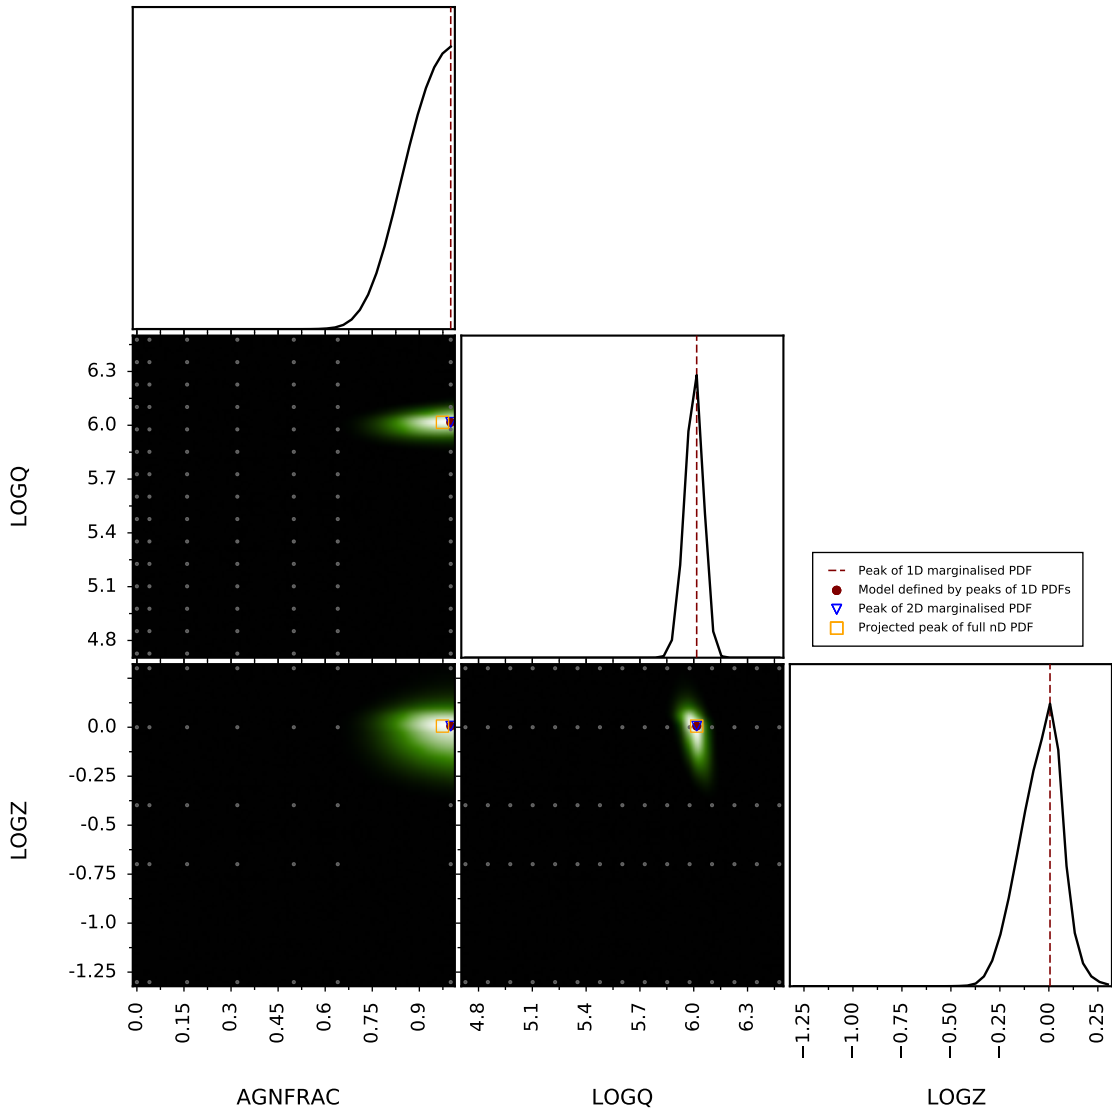 6.3
6.0
5.7
5.4
5.1
4.8
LOGQ
Peak of 1D marginalised PDF
Model defined by peaks of 1D PDFs
Peak of 2D marginalised PDF
Projected peak of full nD PDF
0.0
-0.25
-0.5
-0.75
-1.0
-1.25
LOGZ
0.0 0.15 0.3 0.45 0.6 0.75 0.9
4.8 5.1 5.4 5.7 6.0 6.3
−1.25 −1.00 −0.75 −0.50 −0.25 0.00 0.25
AGNFRAC
LOGQ
LOGZ